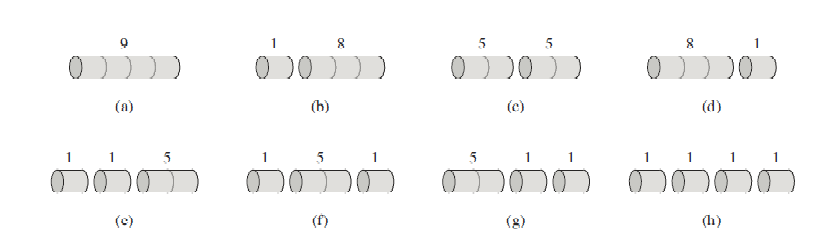 9 1 8 5 5 8 1
(a) (b) (c) (d)
1 1 5 1 5 1 5 1 1 1 1 1 1
(e) (f) (g) (h)